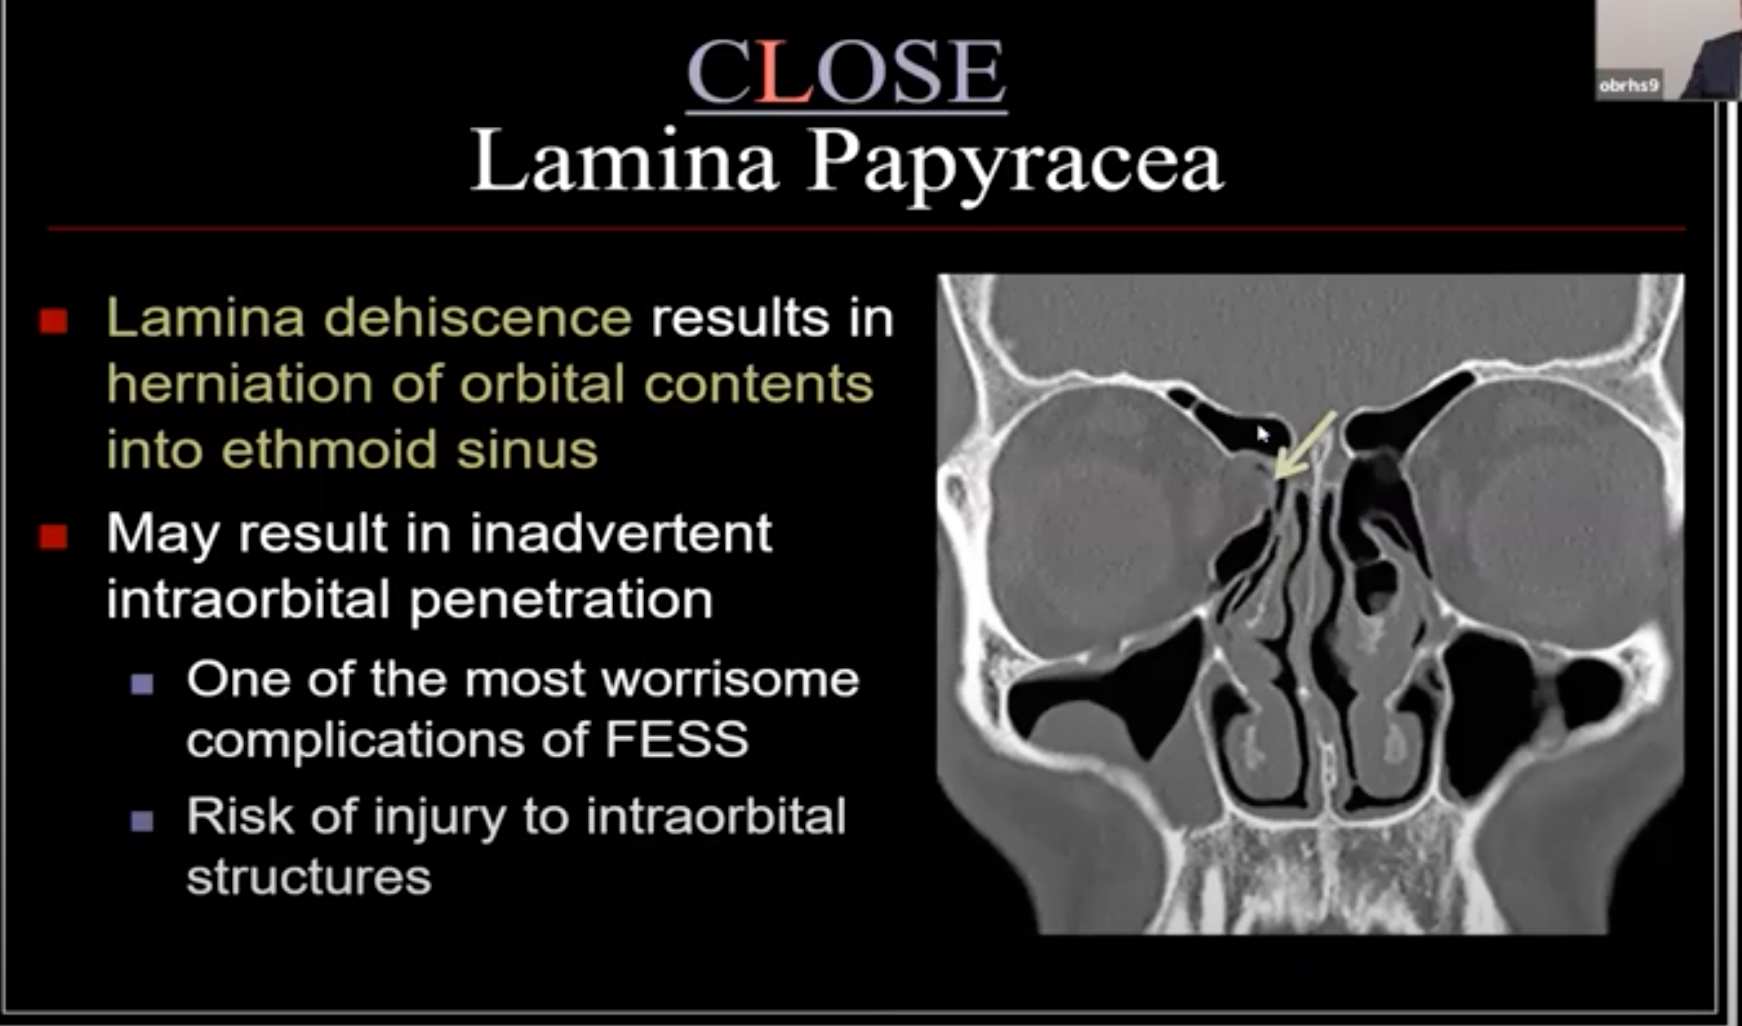 CLOSE
Lamina Papyracea
obrhs9
Lamina dehiscence results in
herniation of orbital contents
into ethmoid sinus
May result in inadvertent
intraorbital penetration
One of the most worrisome
complications of FESS
Risk of injury to intraorbital
structures